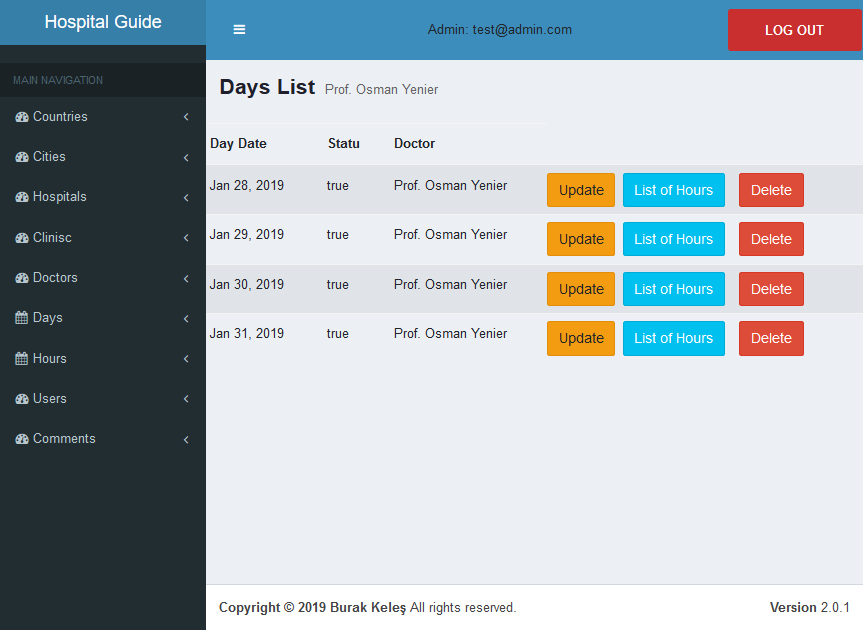 Hospital Guide
Admin: test@admin.com
LOG OUT
MAIN NAVIGATION
Countries
Cities
Hospitals
Clinisc
Doctors
Days
Hours
Users
Comments
Days List Prof. Osman Yenier
Day Date Statu Doctor
Jan 28, 2019 true Prof. Osman Yenier Update List of Hours Delete
Jan 29, 2019 true Prof. Osman Yenier Update List of Hours Delete
Jan 30, 2019 true Prof. Osman Yenier Update List of Hours Delete
Jan 31, 2019 true Prof. Osman Yenier Update List of Hours Delete
Copyright © 2019 Burak Keleş All rights reserved. Version 2.0.1